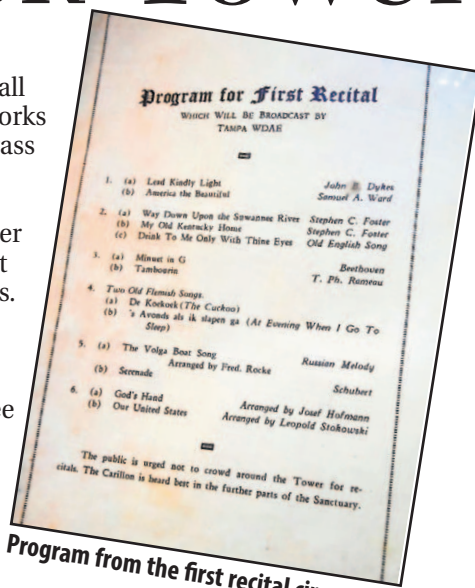 all
orks
ass
er
t
s.
ee
Program for First Recital
WHICH WILL BE BROADCAST BY
TAMPA WDAE
1. (a) Lead Kindly Light John B. Dykes
(b) America the Beautiful Samuel A. Ward
2. (a) Way Down Upon the Suwannee River Stephen C. Foster
(b) My Old Kentucky Home Stephen C. Foster
(c) Drink To Me Only With Thine Eyes Old English Song
3. (a) Minuet in G Beethoven
(b) Tambourin T. Ph. Rameau
4. Two Old Flemish Songs.
(a) De Koekoek (The Cuckoo)
(b) 's Avonds als ik slapen ga (At Evening When I Go To
Sleep)
5. (a) The Volga Boat Song Russian Melody
Arranged by Fred. Rocke
(b) Serenade Schubert
6. (a) God's Hand Arranged by Josef Hofmann
(b) Our United States Arranged by Leopold Stokowski
The public is urged not to crowd around the Tower for re-
citals. The Carillon is heard best in the further parts of the Sanctuary.
Program from the first recital